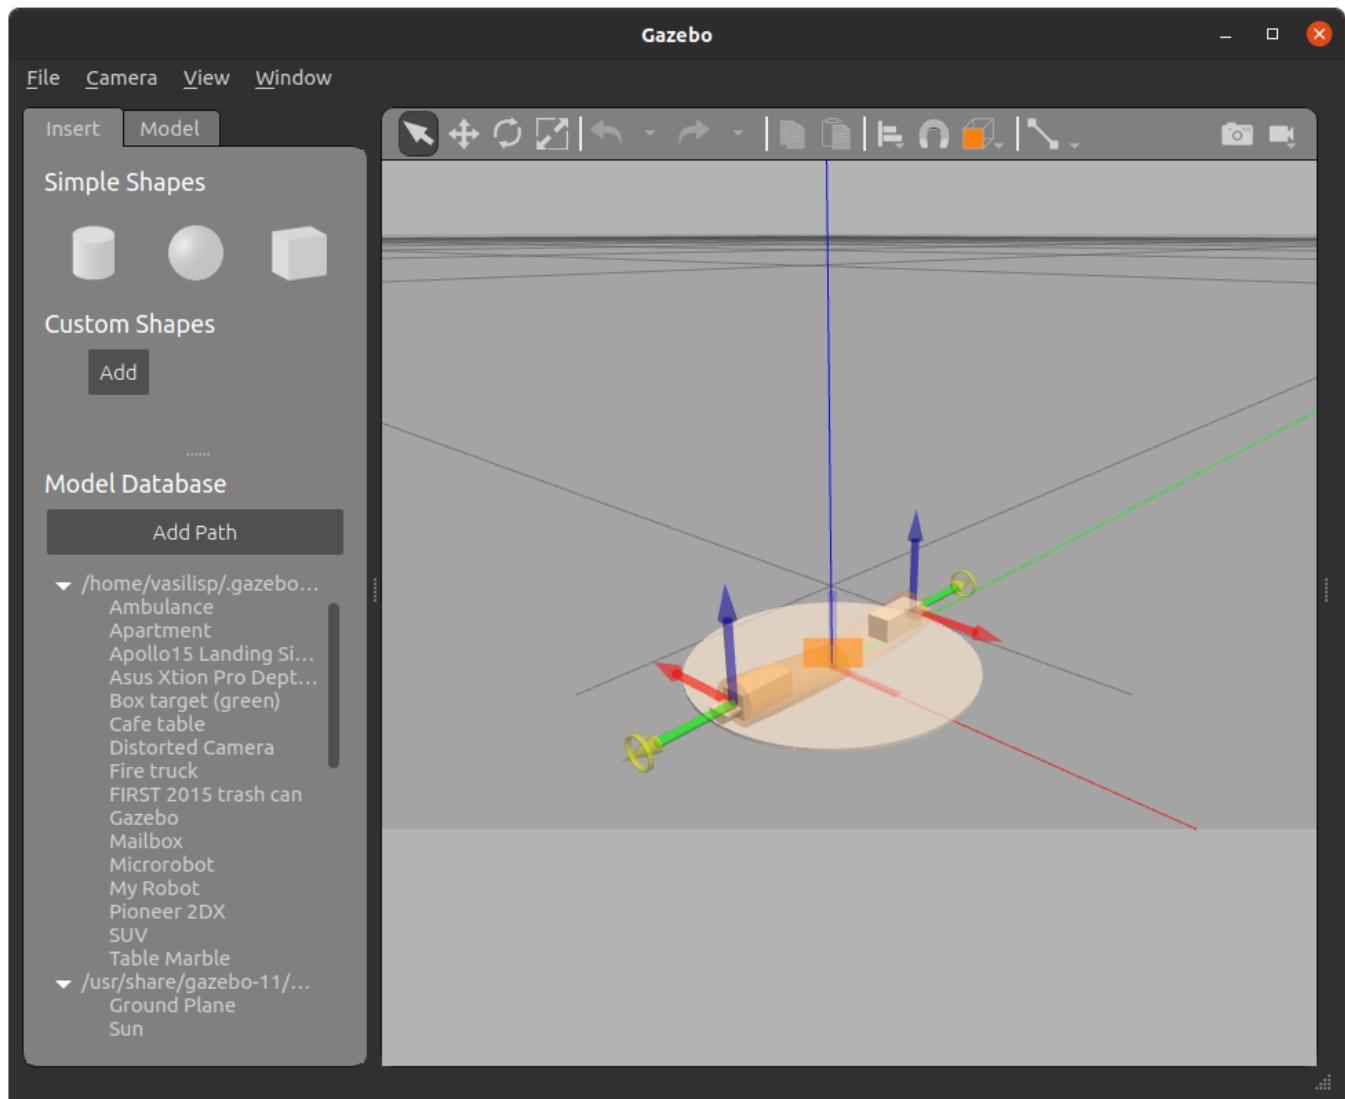 Gazebo
File Camera View Window
Insert Model
Simple Shapes
Custom Shapes
Add
Model Database
Add Path
/home/vasilisp/.gazebo...
Ambulance
Apartment
Apollo15 Landing Si...
Asus Xtion Pro Dept...
Box target (green)
Cafe table
Distorted Camera
Fire truck
FIRST 2015 trash can
Gazebo
Mailbox
Microrobot
My Robot
Pioneer 2DX
SUV
Table Marble
/usr/share/gazebo-11/...
Ground Plane
Sun